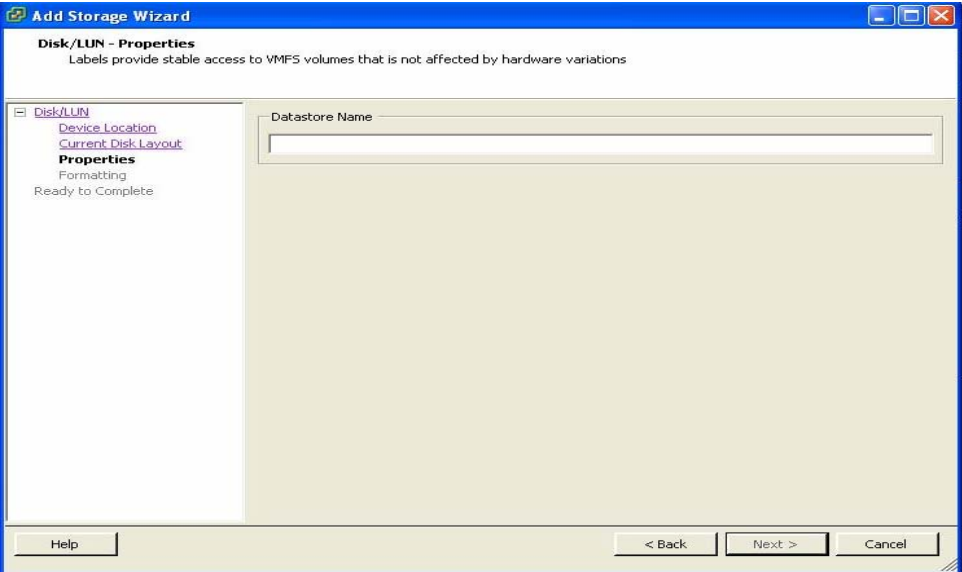 Add Storage Wizard
Disk/LUN - Properties
Labels provide stable access to VMFS volumes that is not affected by hardware variations
Disk/LUN
Device Location
Current Disk Layout
Properties
Formatting
Ready to Complete
Datastore Name
Help
< Back
Next >
Cancel